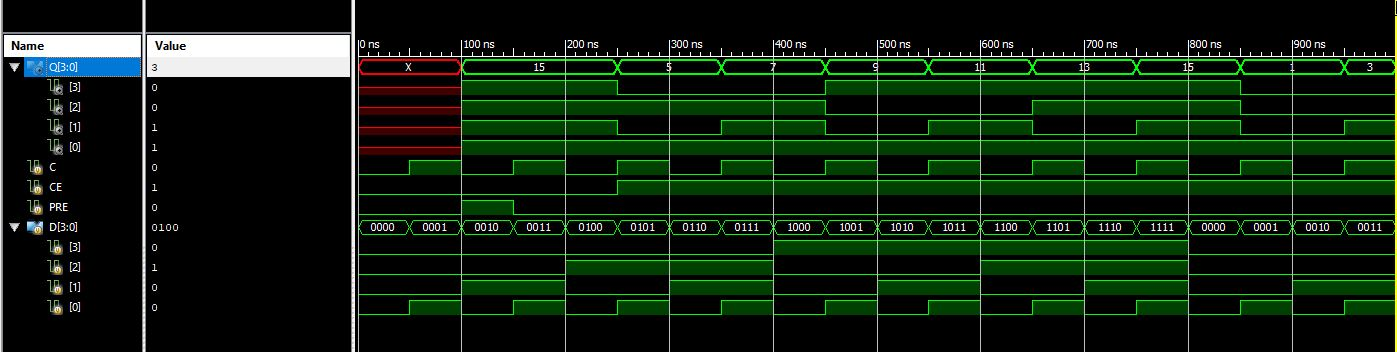 Name Value 0 ns 100 ns 200 ns 300 ns 400 ns 500 ns 600 ns 700 ns 800 ns 900 ns
Q[3:0] 3 X 15 5 7 9 11 13 15 1 3
[3] 0
[2] 0
[1] 1
[0] 1
C 0
CE 1
PRE 0
D[3:0] 0100 0000 0001 0010 0011 0100 0101 0110 0111 1000 1001 1010 1011 1100 1101 1110 1111 0000 0001 0010 0011
[3] 0
[2] 1
[1] 0
[0] 0